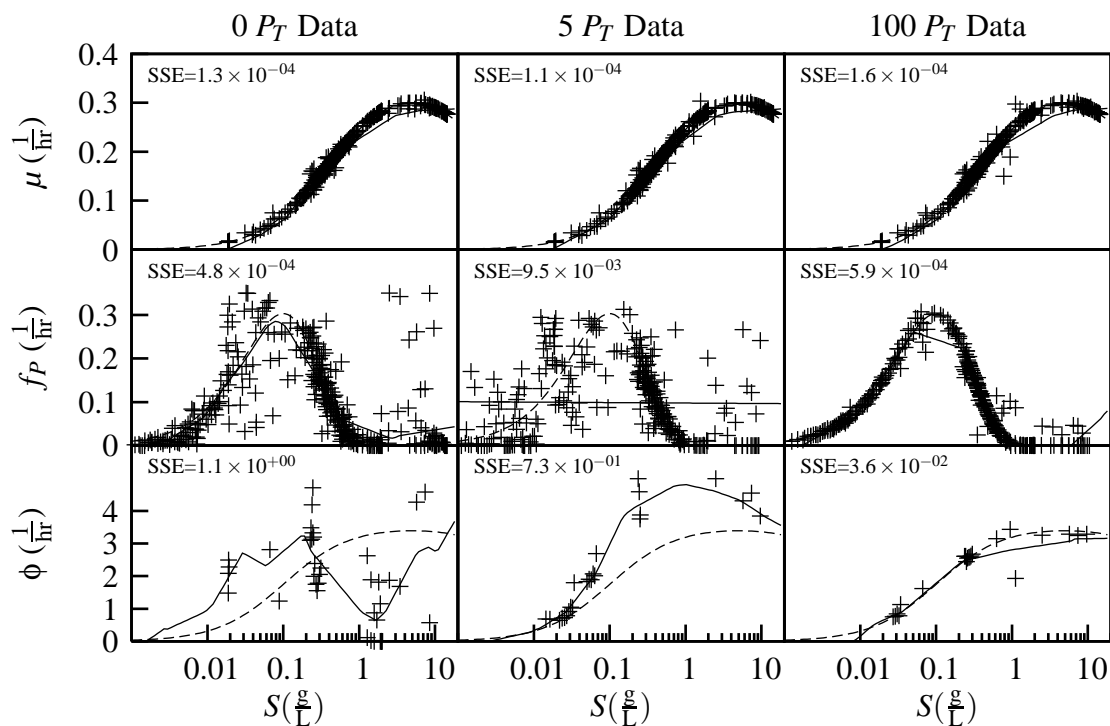 0 P_T Data 5 P_T Data 100 P_T Data
0.4
SSE=1.3 × 10^−04 SSE=1.1 × 10^−04 SSE=1.6 × 10^−04
0.3
μ (1/hr)
0.2
0.1
0
SSE=4.8 × 10^−04 SSE=9.5 × 10^−03 SSE=5.9 × 10^−04
0.3
f_P (1/hr)
0.2
0.1
0
SSE=1.1 × 10^+00 SSE=7.3 × 10^−01 SSE=3.6 × 10^−02
4
ϕ (1/hr)
3
2
1
0
0.01 0.1 1 10 0.01 0.1 1 10 0.01 0.1 1 10
S(g/L) S(g/L) S(g/L)